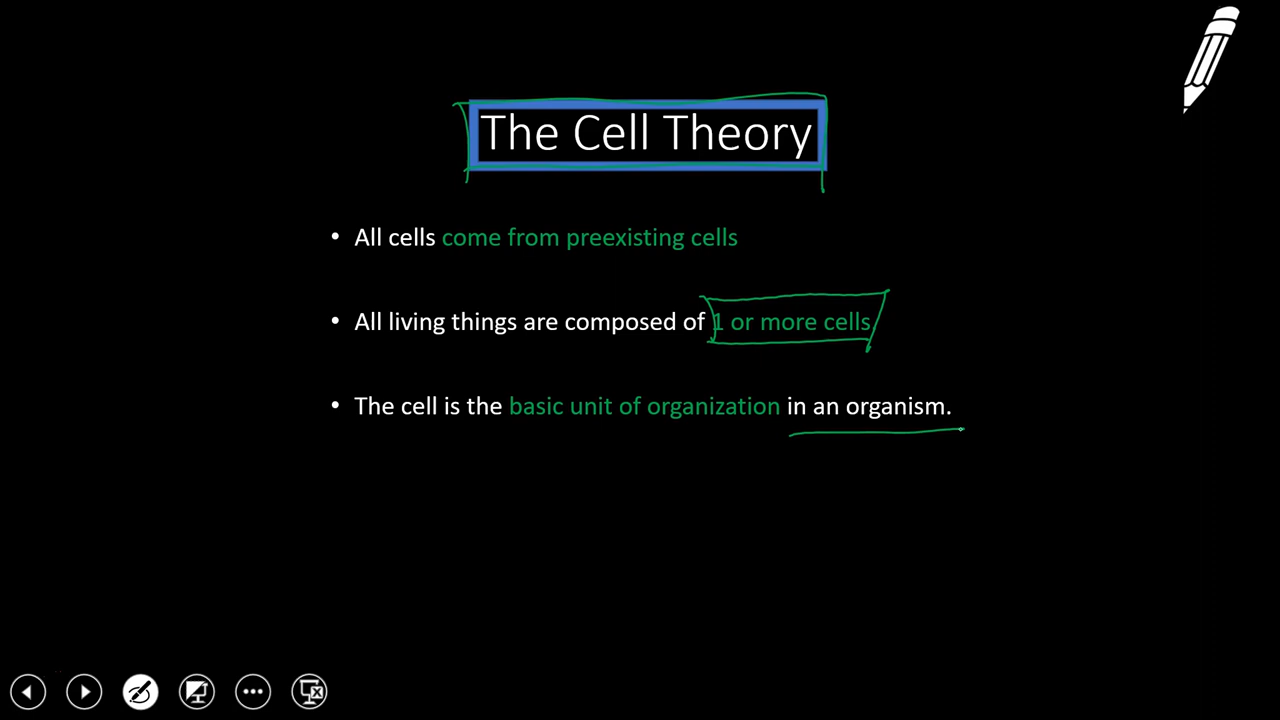 The Cell Theory
• All cells come from preexisting cells
• All living things are composed of 1 or more cells
• The cell is the basic unit of organization in an organism.